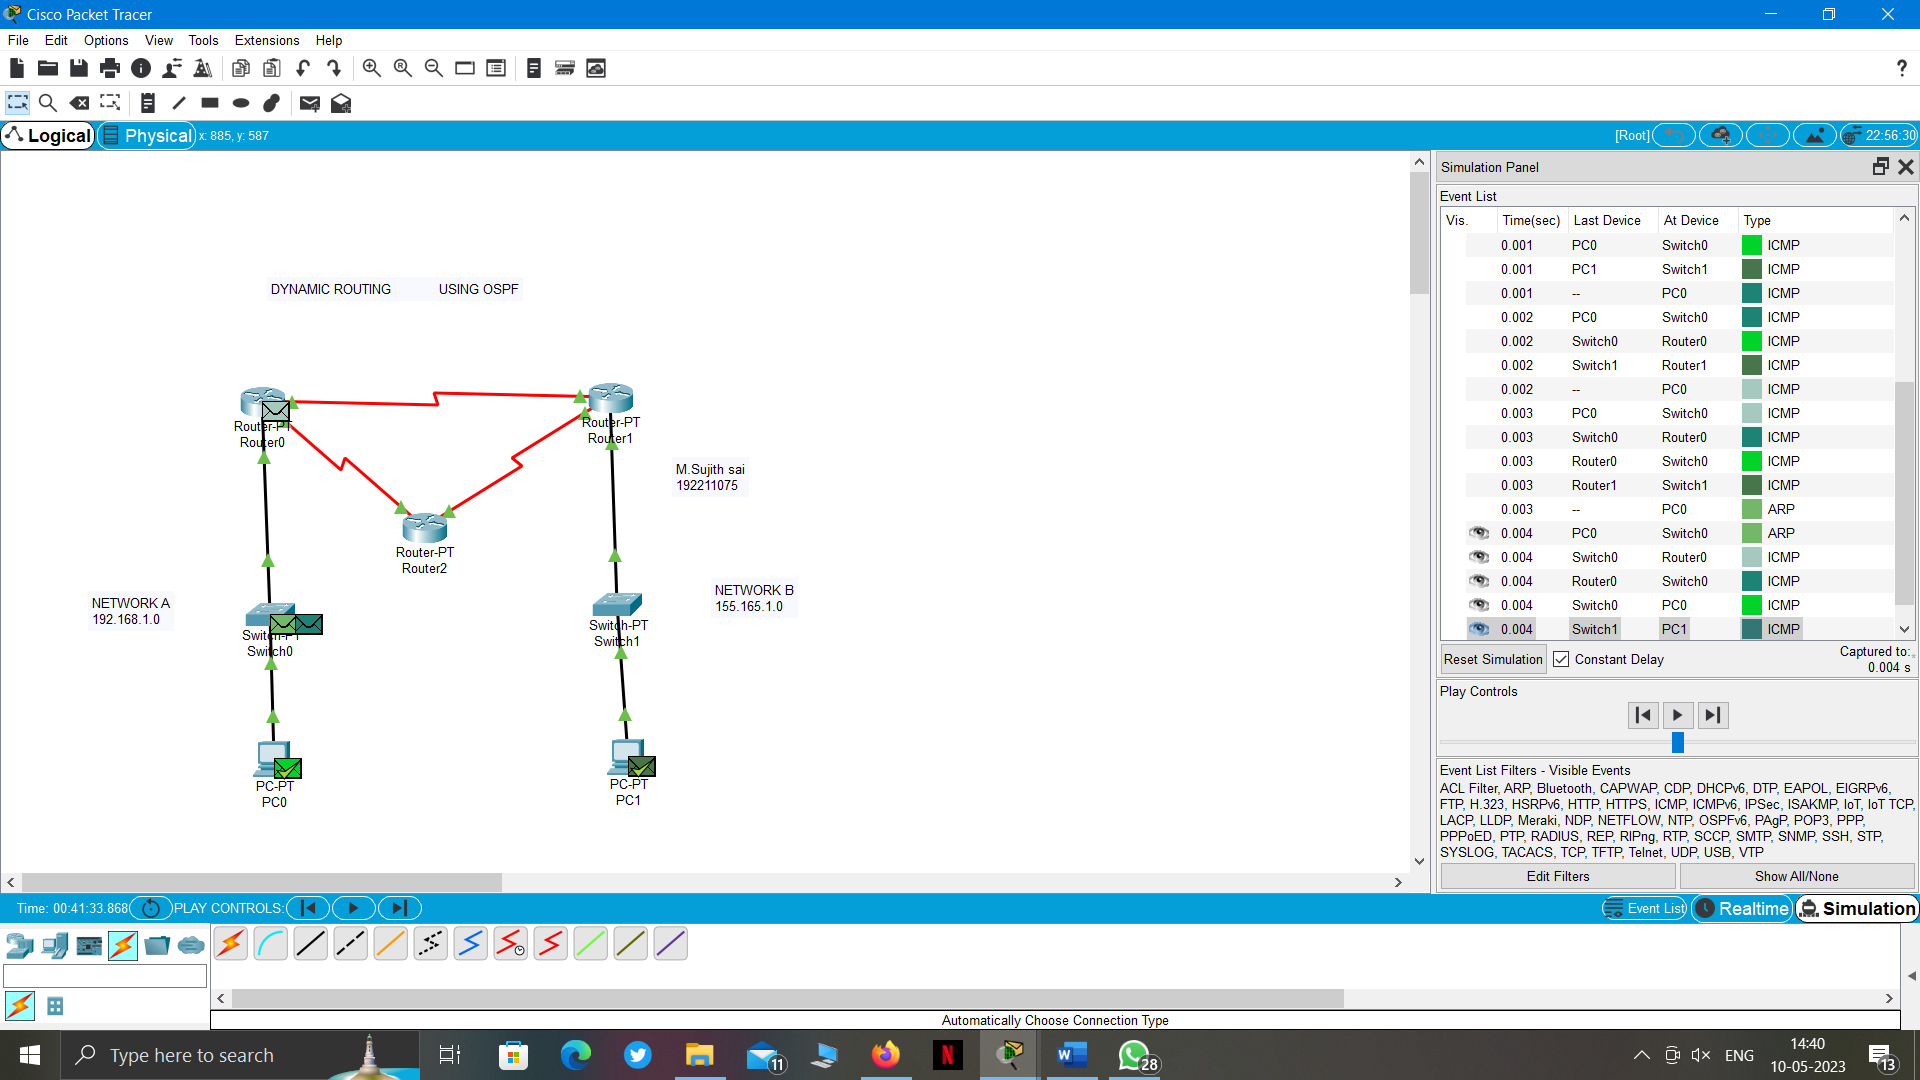 Cisco Packet Tracer
File Edit Options View Tools Extensions Help
Logical Physical x: 885, y: 587 [Root] 22:56:30
Simulation Panel
Event List
Vis. Time(sec) Last Device At Device Type
0.001 PC0 Switch0 ICMP
0.001 PC1 Switch1 ICMP
0.001 -- PC0 ICMP
0.002 PC0 Switch0 ICMP
0.002 Switch0 Router0 ICMP
0.002 Switch1 Router1 ICMP
0.002 -- PC0 ICMP
0.003 PC0 Switch0 ICMP
0.003 Switch0 Router0 ICMP
0.003 Router0 Switch0 ICMP
0.003 Router1 Switch1 ICMP
0.003 -- PC0 ARP
0.004 PC0 Switch0 ARP
0.004 Switch0 Router0 ICMP
0.004 Router0 Switch0 ICMP
0.004 Switch0 PC0 ICMP
0.004 Switch1 PC1 ICMP
Reset Simulation Constant Delay Captured to:
0.004 s
Play Controls
Event List Filters - Visible Events
ACL Filter, ARP, Bluetooth, CAPWAP, CDP, DHCPv6, DTP, EAPOL, EIGRPv6,
FTP, H.323, HSRPv6, HTTP, HTTPS, ICMP, ICMPv6, IPSec, ISAKMP, IoT, IoT TCP,
LACP, LLDP, Meraki, NDP, NETFLOW, NTP, OSPFv6, PAgP, POP3, PPP,
PPPoED, PTP, RADIUS, REP, RIPng, RTP, SCCP, SMTP, SNMP, SSH, STP,
SYSLOG, TACACS, TCP, TFTP, Telnet, UDP, USB, VTP
Edit Filters Show All/None
DYNAMIC ROUTING USING OSPF
Router-PT
Router0
Router-PT
Router1
M.Sujith sai
192211075
Router-PT
Router2
NETWORK A
192.168.1.0
NETWORK B
155.165.1.0
Switch-PT
Switch0
Switch-PT
Switch1
PC-PT
PC0
PC-PT
PC1
Time: 00:41:33.868 PLAY CONTROLS: Event List Realtime Simulation
Automatically Choose Connection Type
Type here to search 11 28 ENG 14:40
10-05-2023 13